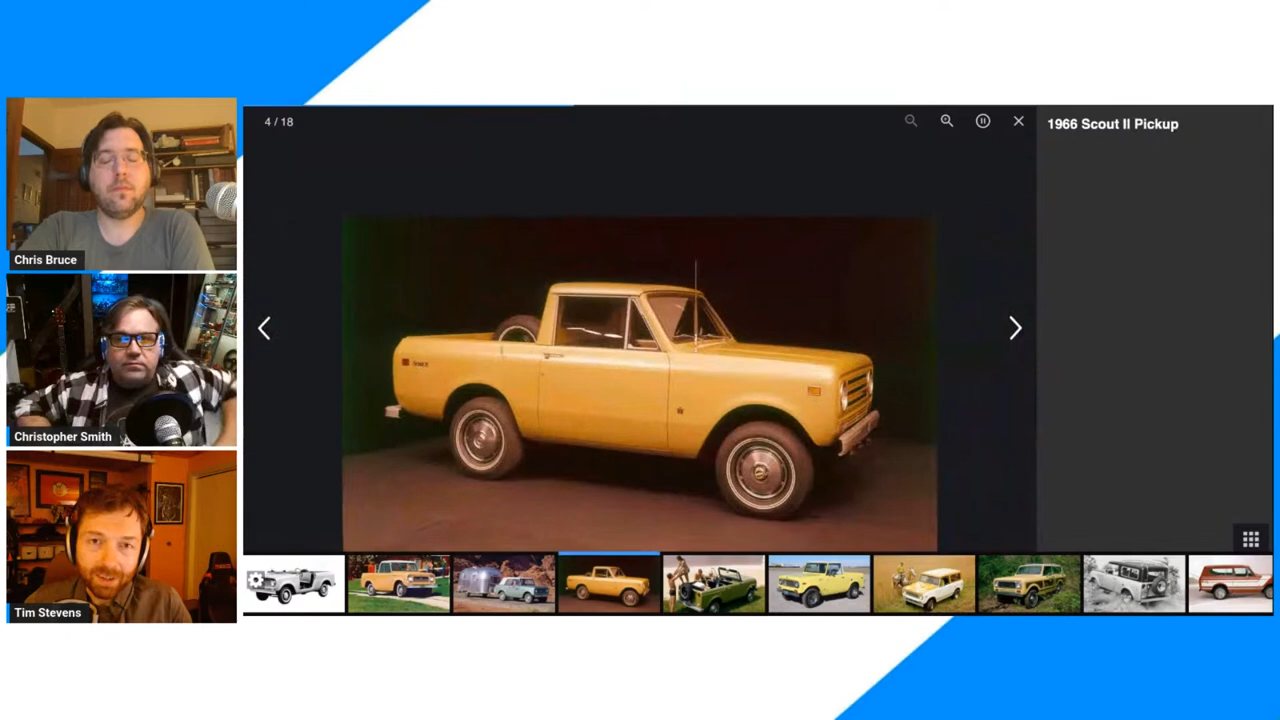 4 / 18
1966 Scout II Pickup
Chris Bruce
Christopher Smith
Tim Stevens